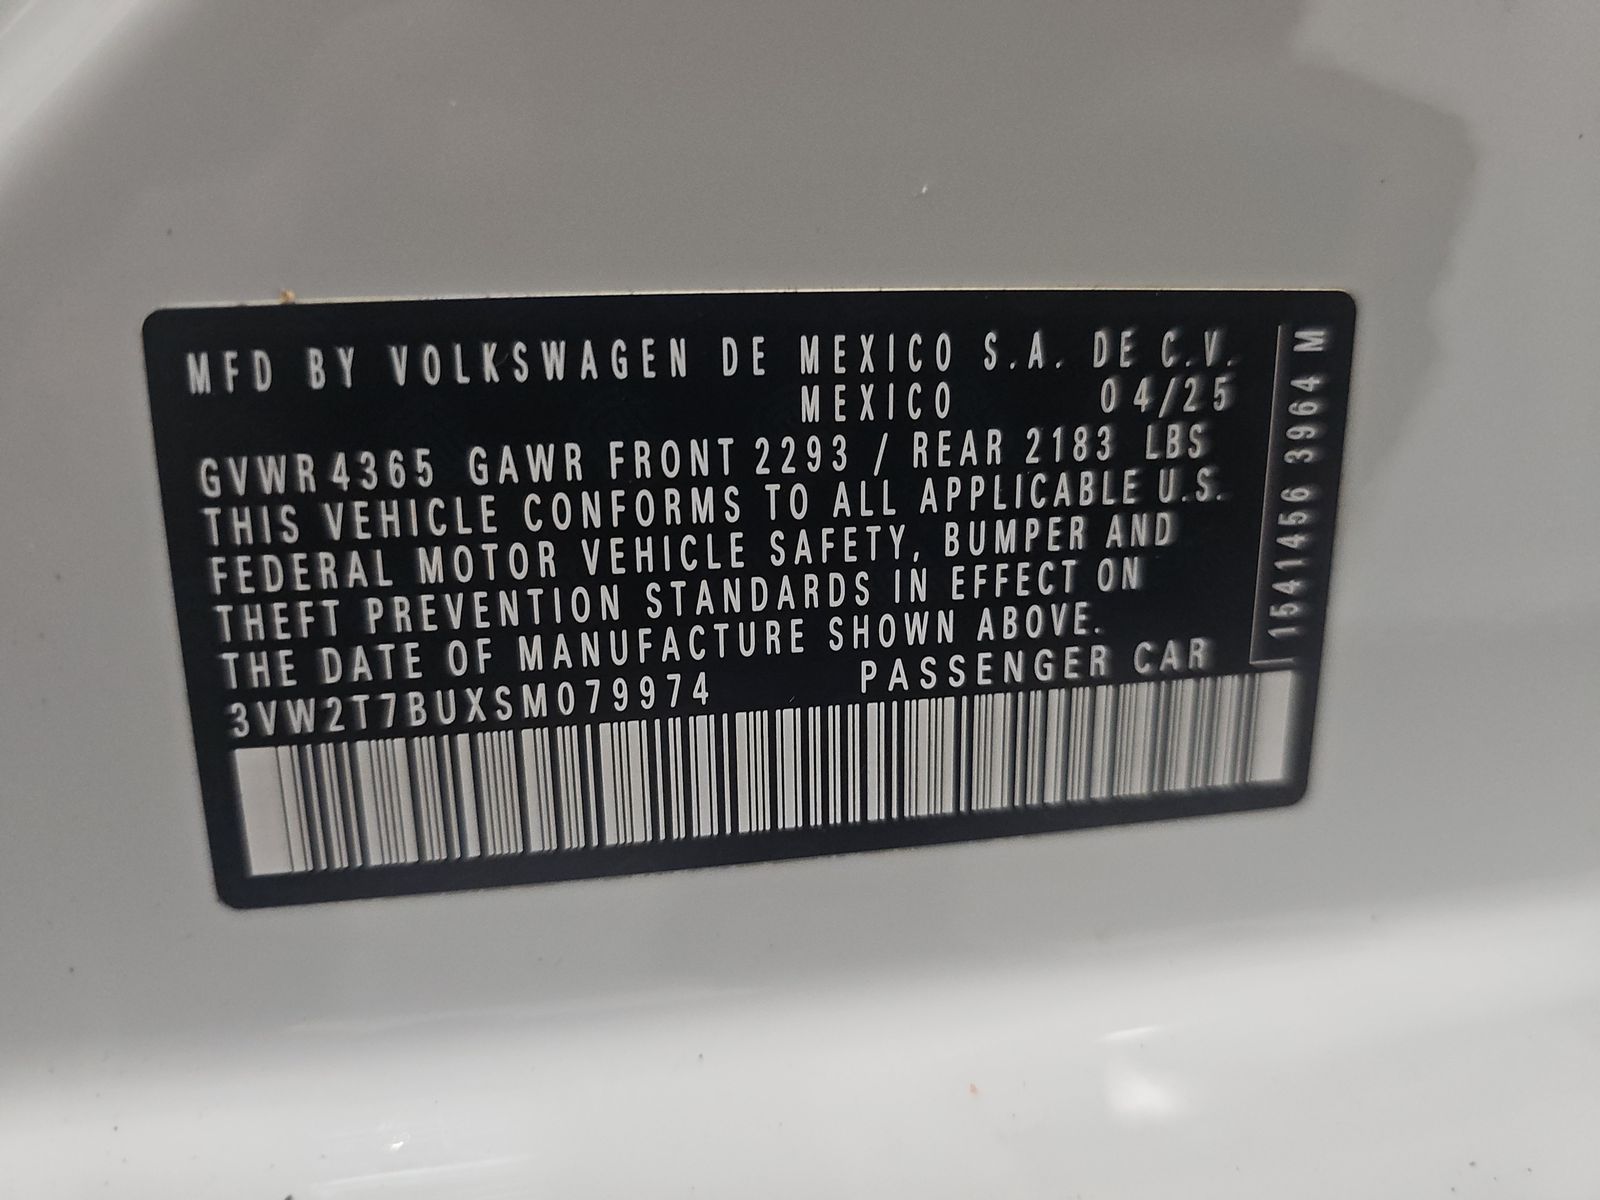 MFD BY VOLKSWAGEN DE MEXICO S.A. DE C.V.
MEXICO 04/25
GVWR 4365 GAWR FRONT 2293 / REAR 2183 LBS
THIS VEHICLE CONFORMS TO ALL APPLICABLE U.S.
FEDERAL MOTOR VEHICLE SAFETY, BUMPER AND
THEFT PREVENTION STANDARDS IN EFFECT ON
THE DATE OF MANUFACTURE SHOWN ABOVE.
3VW2T7BUXSM079974 PASSENGER CAR
15414456 3964 M